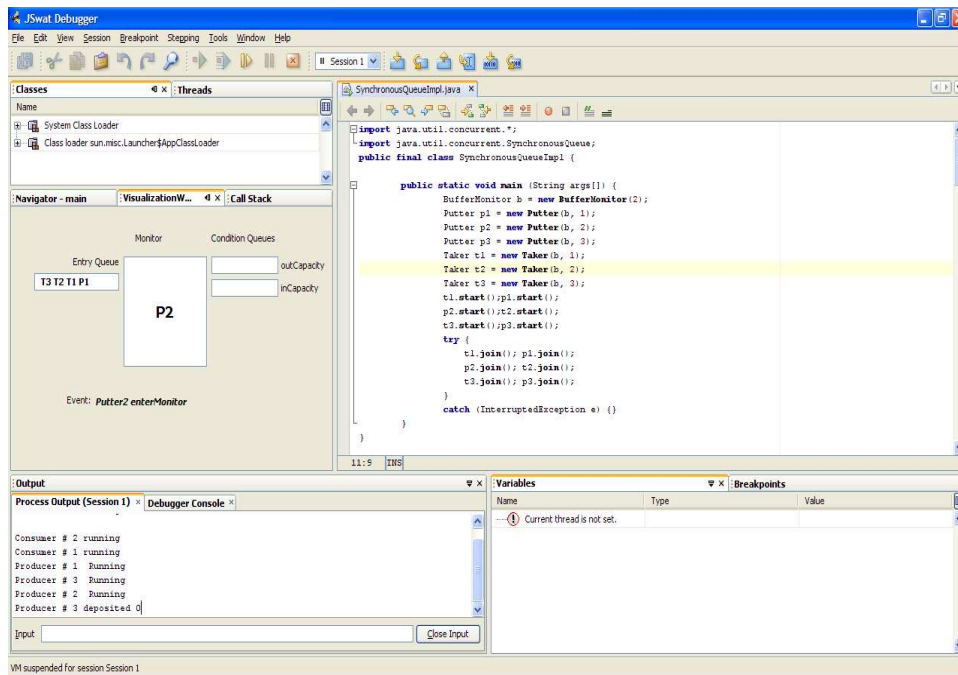 JSwat Debugger
File Edit View Session Breakpoint Stepping Tools Window Help
Session 1
Classes
Threads
Name
System Class Loader
Class loader sun.misc.Launcher$AppClassLoader
Navigator - main
VisualizationW...
Call Stack
Monitor
Condition Queues
Entry Queue
outCapacity
T3 T2 T1 P1
inCapacity
P2
Event: Putter2 enterMonitor
SynchronousQueueImpl.java
import java.util.concurrent.*;
import java.util.concurrent.SynchronousQueue;
public final class SynchronousQueueImpl {
public static void main (String args[]) {
BufferMonitor b = new BufferMonitor(2);
Putter p1 = new Putter(b, 1);
Putter p2 = new Putter(b, 2);
Putter p3 = new Putter(b, 3);
Taker t1 = new Taker(b, 1);
Taker t2 = new Taker(b, 2);
Taker t3 = new Taker(b, 3);
t1.start();p1.start();
p2.start();t2.start();
t3.start();p3.start();
try {
t1.join(); p1.join();
p2.join(); t2.join();
t3.join(); p3.join();
}
catch (InterruptedException e) {}
}
}
11:9 INS
Output
Process Output (Session 1)
Debugger Console
Consumer # 2 running
Consumer # 1 running
Producer # 1 Running
Producer # 3 Running
Producer # 2 Running
Producer # 3 deposited 0
Input
Close Input
Variables
Breakpoints
Name Type Value
Current thread is not set.
VM suspended for session Session 1